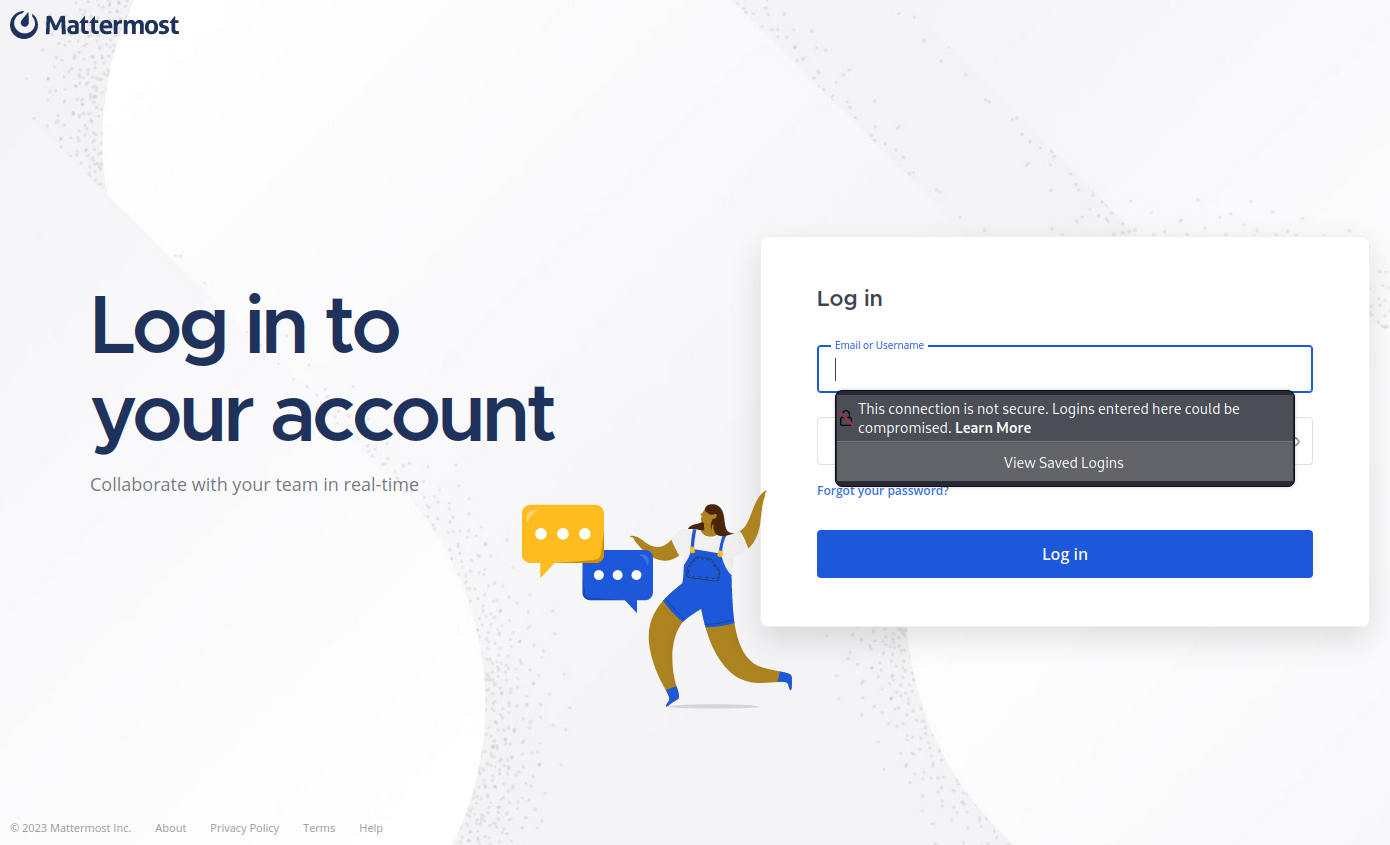 Mattermost
Log in to
your account
Collaborate with your team in real-time
Log in
Email or Username
This connection is not secure. Logins entered here could be
compromised. Learn More
View Saved Logins
Forgot your password?
Log in
© 2023 Mattermost Inc. About Privacy Policy Terms Help